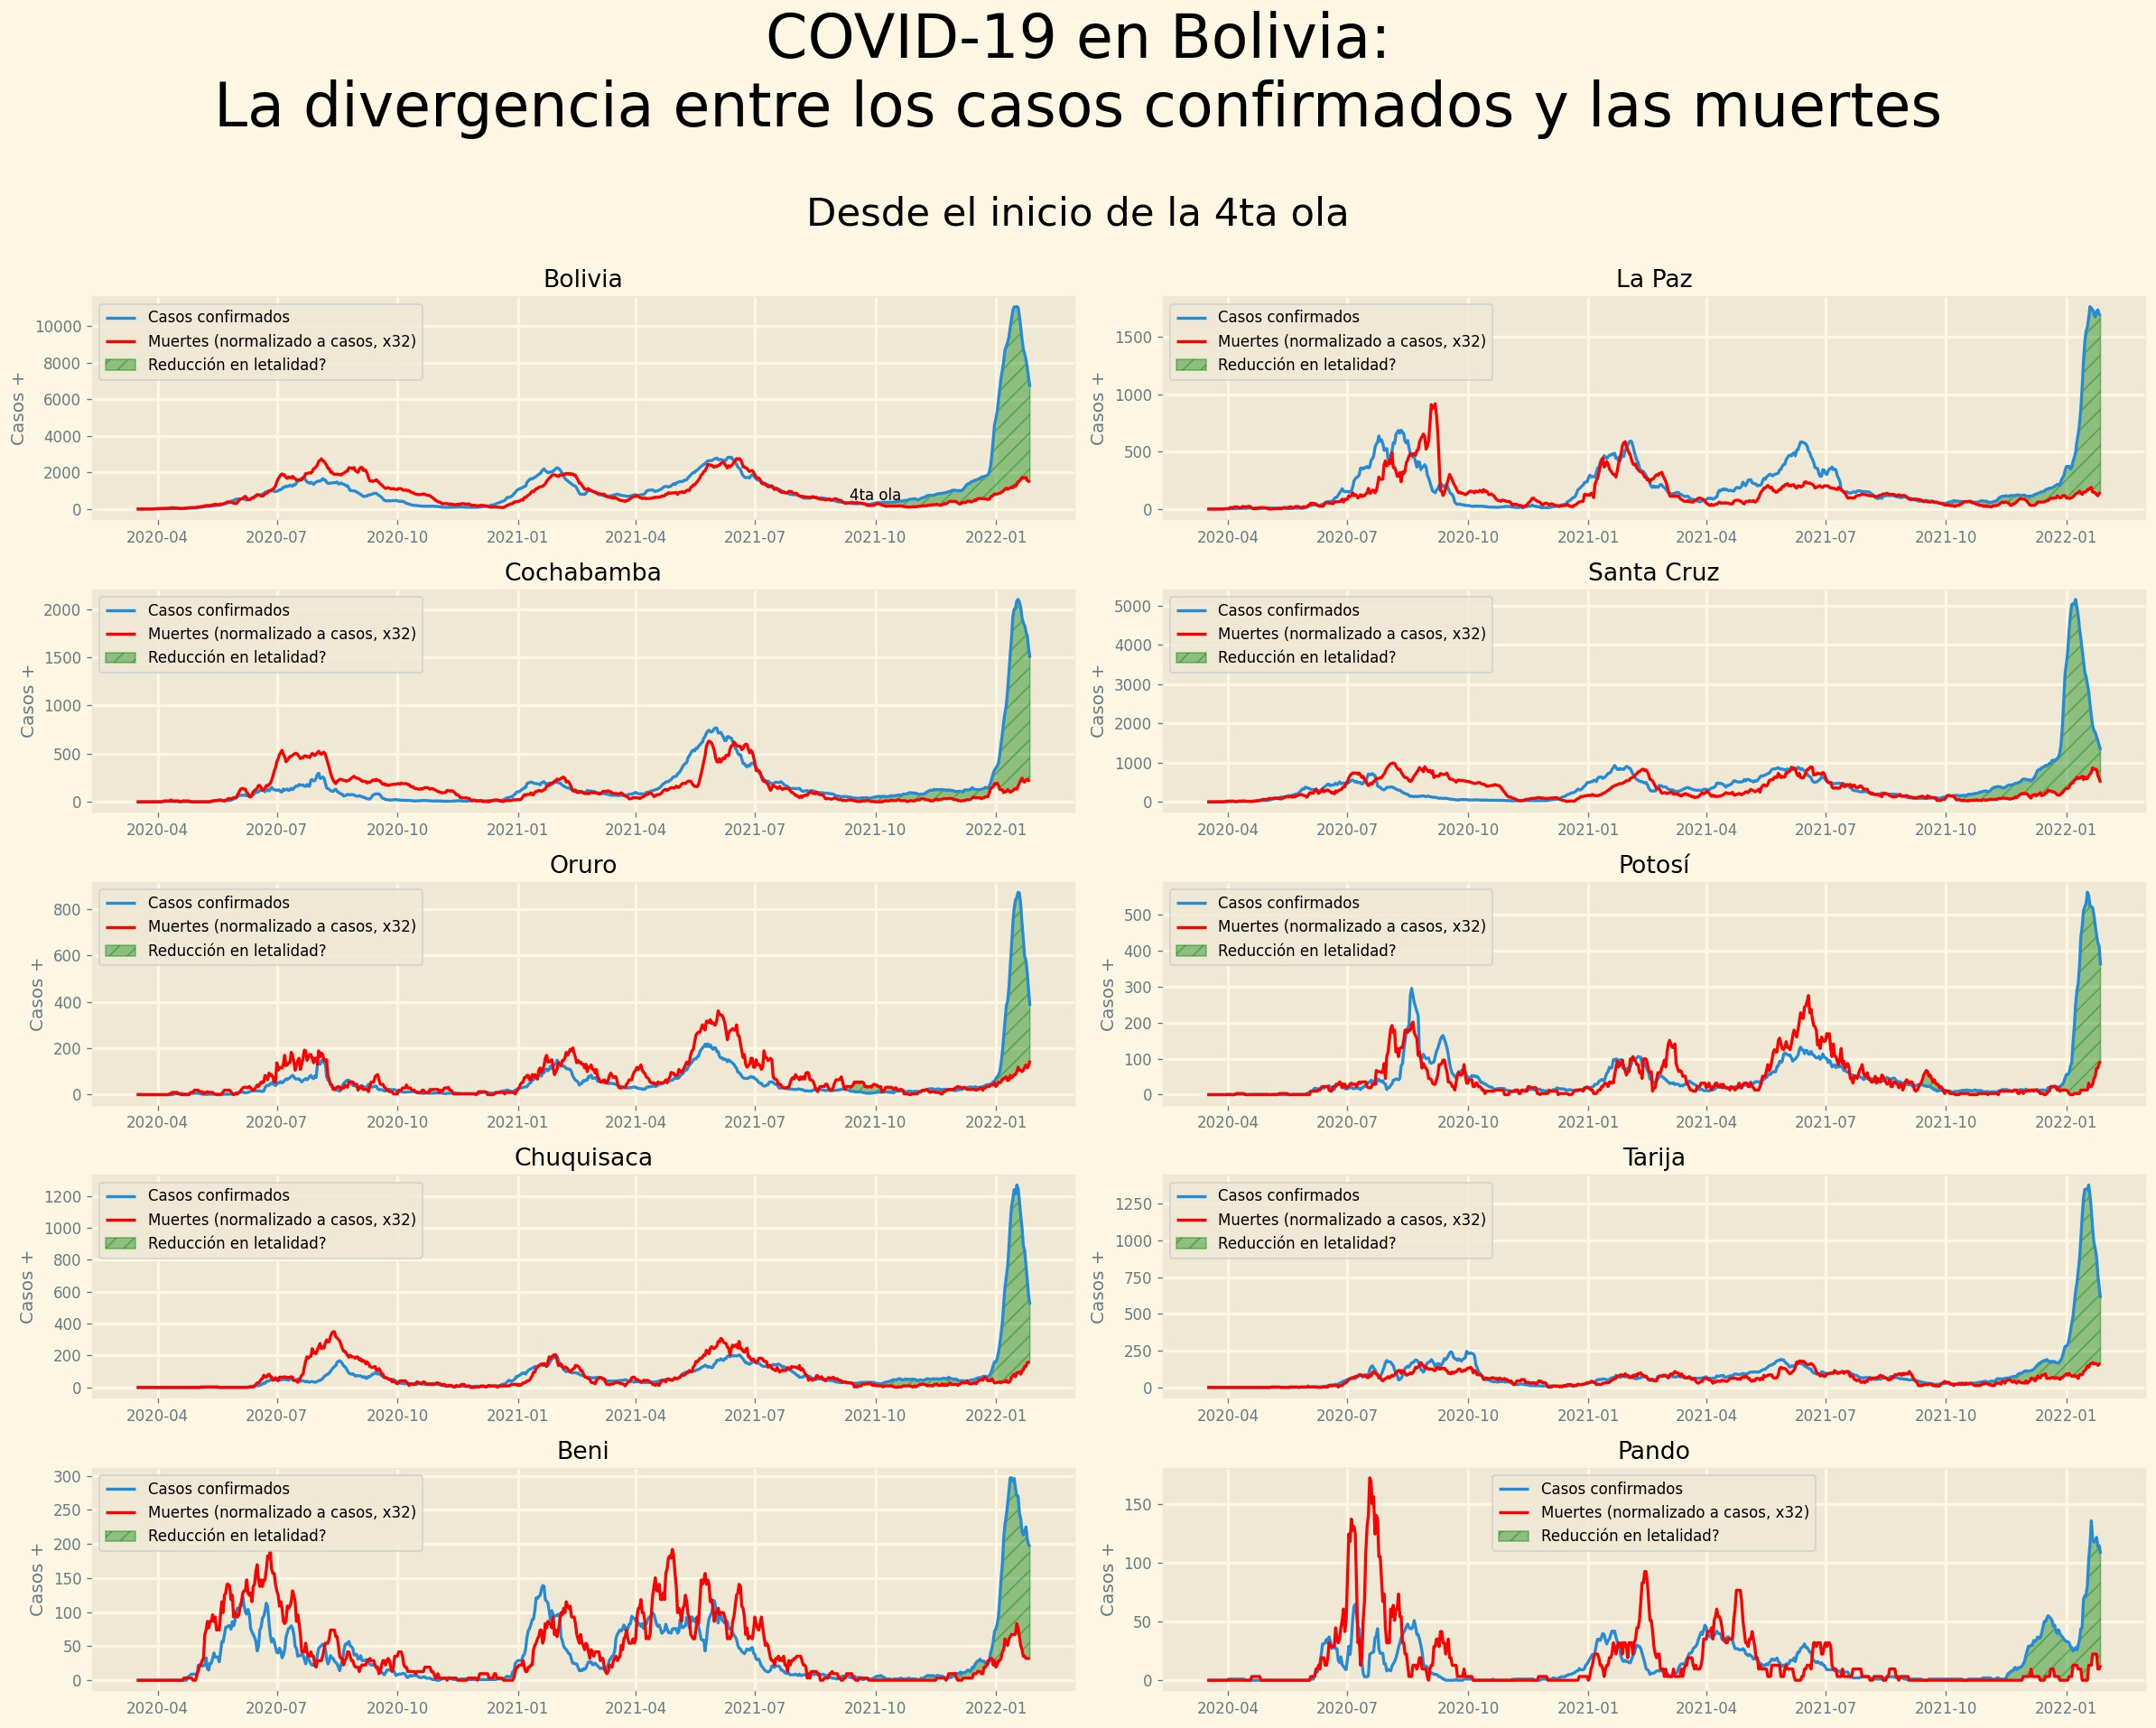 COVID-19 en Bolivia:
La divergencia entre los casos confirmados y las muertes
Desde el inicio de la 4ta ola
Bolivia
Casos +
10000
8000
6000
4000
2000
0
Casos confirmados
Muertes (normalizado a casos, x32)
Reducción en letalidad?
4ta ola
2020-04 2020-07 2020-10 2021-01 2021-04 2021-07 2021-10 2022-01
La Paz
Casos +
1500
1000
500
0
Casos confirmados
Muertes (normalizado a casos, x32)
Reducción en letalidad?
2020-04 2020-07 2020-10 2021-01 2021-04 2021-07 2021-10 2022-01
Cochabamba
Casos +
2000
1500
1000
500
0
Casos confirmados
Muertes (normalizado a casos, x32)
Reducción en letalidad?
2020-04 2020-07 2020-10 2021-01 2021-04 2021-07 2021-10 2022-01
Santa Cruz
Casos +
5000
4000
3000
2000
1000
0
Casos confirmados
Muertes (normalizado a casos, x32)
Reducción en letalidad?
2020-04 2020-07 2020-10 2021-01 2021-04 2021-07 2021-10 2022-01
Oruro
Casos +
800
600
400
200
0
Casos confirmados
Muertes (normalizado a casos, x32)
Reducción en letalidad?
2020-04 2020-07 2020-10 2021-01 2021-04 2021-07 2021-10 2022-01
Potosí
Casos +
500
400
300
200
100
0
Casos confirmados
Muertes (normalizado a casos, x32)
Reducción en letalidad?
2020-04 2020-07 2020-10 2021-01 2021-04 2021-07 2021-10 2022-01
Chuquisaca
Casos +
1200
1000
800
600
400
200
0
Casos confirmados
Muertes (normalizado a casos, x32)
Reducción en letalidad?
2020-04 2020-07 2020-10 2021-01 2021-04 2021-07 2021-10 2022-01
Tarija
Casos +
1250
1000
750
500
250
0
Casos confirmados
Muertes (normalizado a casos, x32)
Reducción en letalidad?
2020-04 2020-07 2020-10 2021-01 2021-04 2021-07 2021-10 2022-01
Beni
Casos +
300
250
200
150
100
50
0
Casos confirmados
Muertes (normalizado a casos, x32)
Reducción en letalidad?
2020-04 2020-07 2020-10 2021-01 2021-04 2021-07 2021-10 2022-01
Pando
Casos +
150
100
50
0
Casos confirmados
Muertes (normalizado a casos, x32)
Reducción en letalidad?
2020-04 2020-07 2020-10 2021-01 2021-04 2021-07 2021-10 2022-01